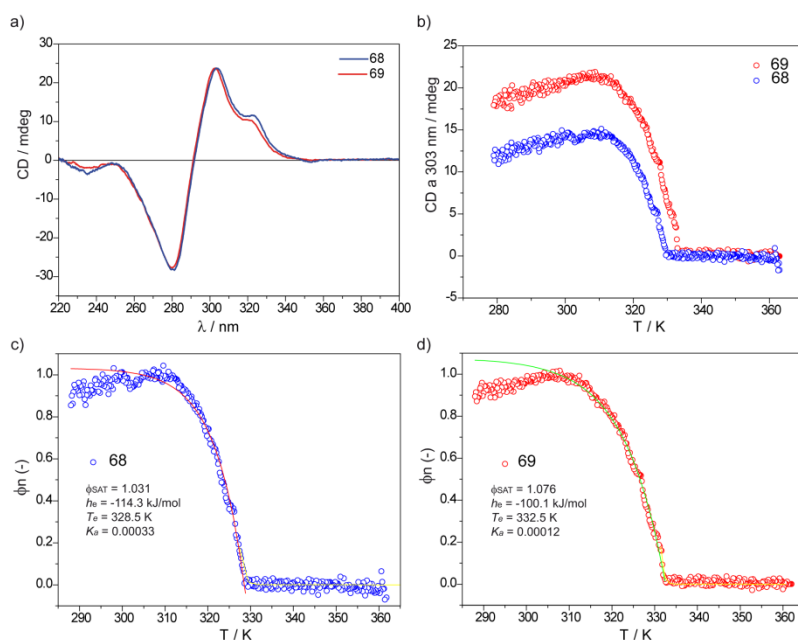 a)
CD / mdeg
30
20
10
0
-10
-20
-30
220 240 260 280 300 320 340 360 380 400
λ / nm
68
69
b)
CD a 303 nm / mdeg
25
20
15
10
5
0
-5
280 300 320 340 360
T / K
69
68
c)
ϕn (-)
1.0
0.8
0.6
0.4
0.2
0.0
68
ϕSAT = 1.031
he = -114.3 kJ/mol
Te = 328.5 K
Ka = 0.00033
290 300 310 320 330 340 350 360
T / K
d)
ϕn (-)
1.0
0.8
0.6
0.4
0.2
0.0
69
ϕSAT = 1.076
he = -100.1 kJ/mol
Te = 332.5 K
Ka = 0.00012
290 300 310 320 330 340 350 360
T / K